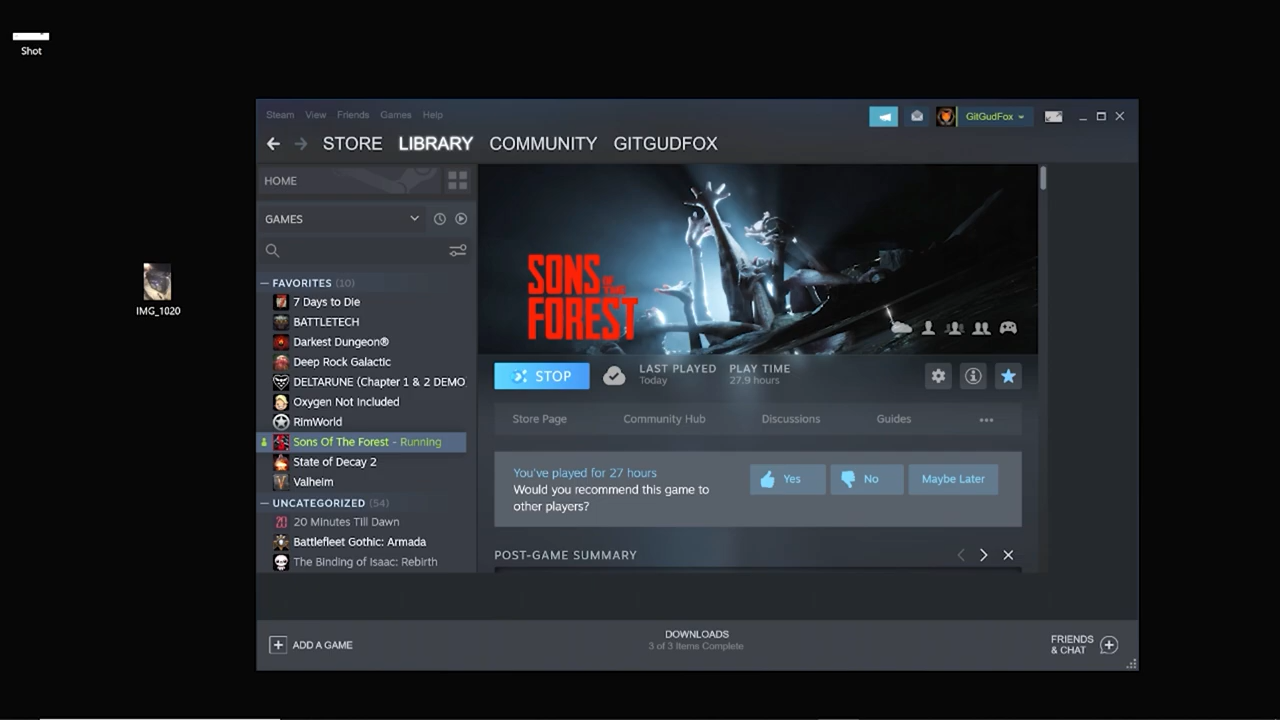 Shot
IMG_1020
Steam View Friends Games Help
GitGudFox
STORE LIBRARY COMMUNITY GITGUDFOX
HOME
GAMES
FAVORITES (10)
7 Days to Die
BATTLETECH
Darkest Dungeon®
Deep Rock Galactic
DELTARUNE (Chapter 1 & 2 DEMO
Oxygen Not Included
RimWorld
Sons Of The Forest - Running
State of Decay 2
Valheim
UNCATEGORIZED (54)
20 Minutes Till Dawn
Battlefleet Gothic: Armada
The Binding of Isaac: Rebirth
SONS
OF THE
FOREST
STOP
LAST PLAYED
Today
PLAY TIME
27.9 hours
Store Page Community Hub Discussions Guides
You've played for 27 hours
Would you recommend this game to
other players?
Yes No Maybe Later
POST-GAME SUMMARY
ADD A GAME
DOWNLOADS
3 of 3 Items Complete
FRIENDS
& CHAT